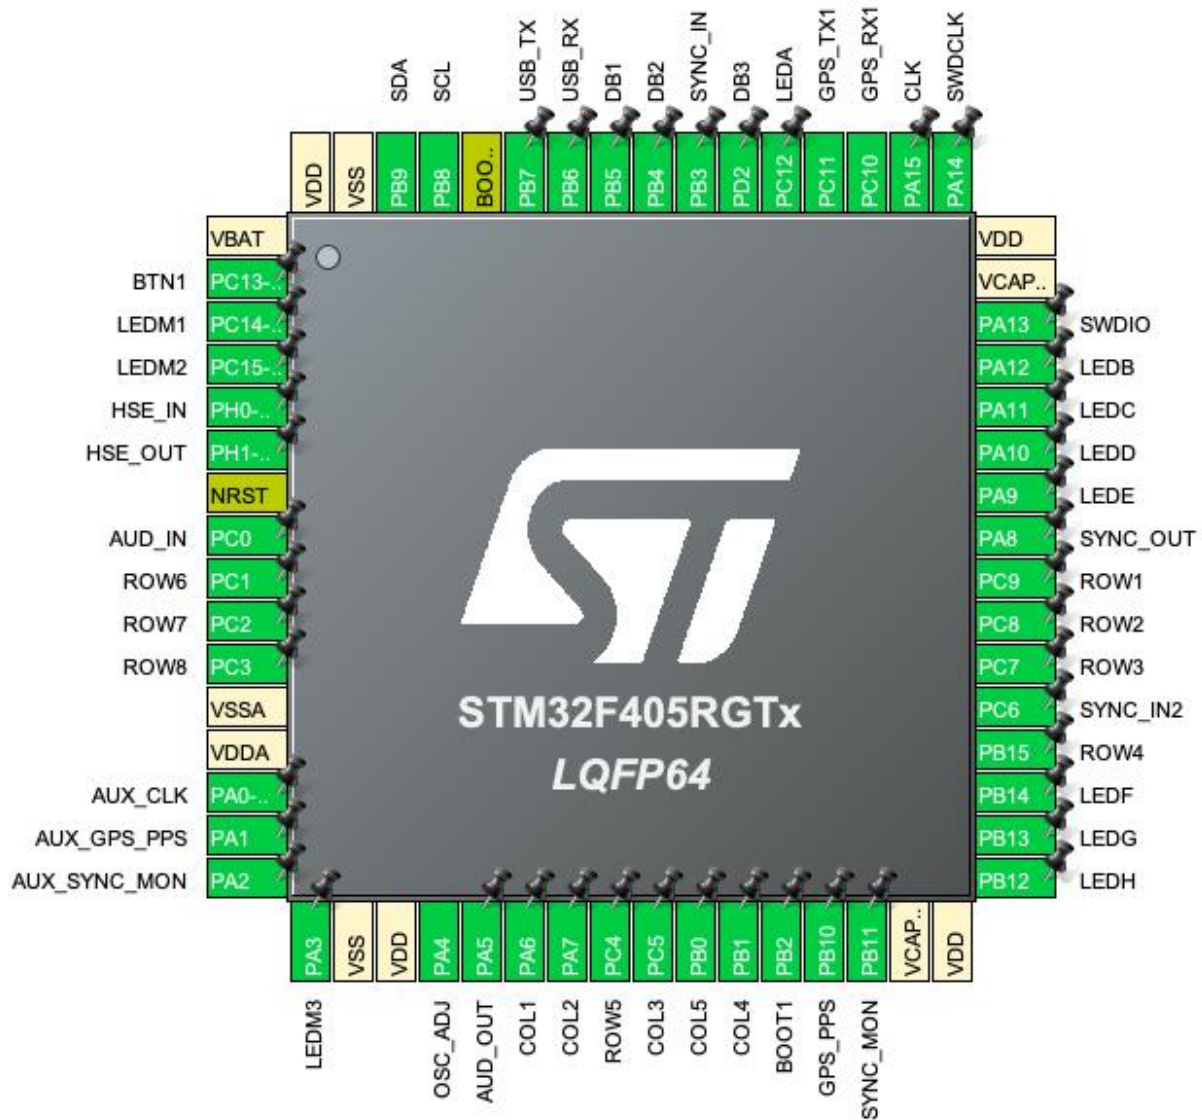 SDA
SCL
USB_TX
USB_RX
DB1
DB2
SYNC_IN
DB3
LEDA
GPS_TX1
GPS_RX1
CLK
SWDCLK
VDD
VSS
PB9
PB8
BOO..
PB7
PB6
PB5
PB4
PB3
PD2
PC12
PC11
PC10
PA15
PA14
VBAT
BTN1 PC13-..
LEDM1 PC14-..
LEDM2 PC15-..
HSE_IN PH0-..
HSE_OUT PH1-..
NRST
AUD_IN PC0
ROW6 PC1
ROW7 PC2
ROW8 PC3
VSSA
VDDA
AUX_CLK PA0-..
AUX_GPS_PPS PA1
AUX_SYNC_MON PA2
ST
STM32F405RGTx
LQFP64
VDD
VCAP..
PA13 SWDIO
PA12 LEDB
PA11 LEDC
PA10 LEDD
PA9 LEDE
PA8 SYNC_OUT
PC9 ROW1
PC8 ROW2
PC7 ROW3
PC6 SYNC_IN2
PB15 ROW4
PB14 LEDF
PB13 LEDG
PB12 LEDH
PA3
VSS
VDD
PA4
PA5
PA6
PA7
PC4
PC5
PB0
PB1
PB2
PB10
PB11
VCAP..
VDD
LEDM3
OSC_ADJ
AUD_OUT
COL1
COL2
ROW5
COL3
COL5
COL4
BOOT1
GPS_PPS
SYNC_MON